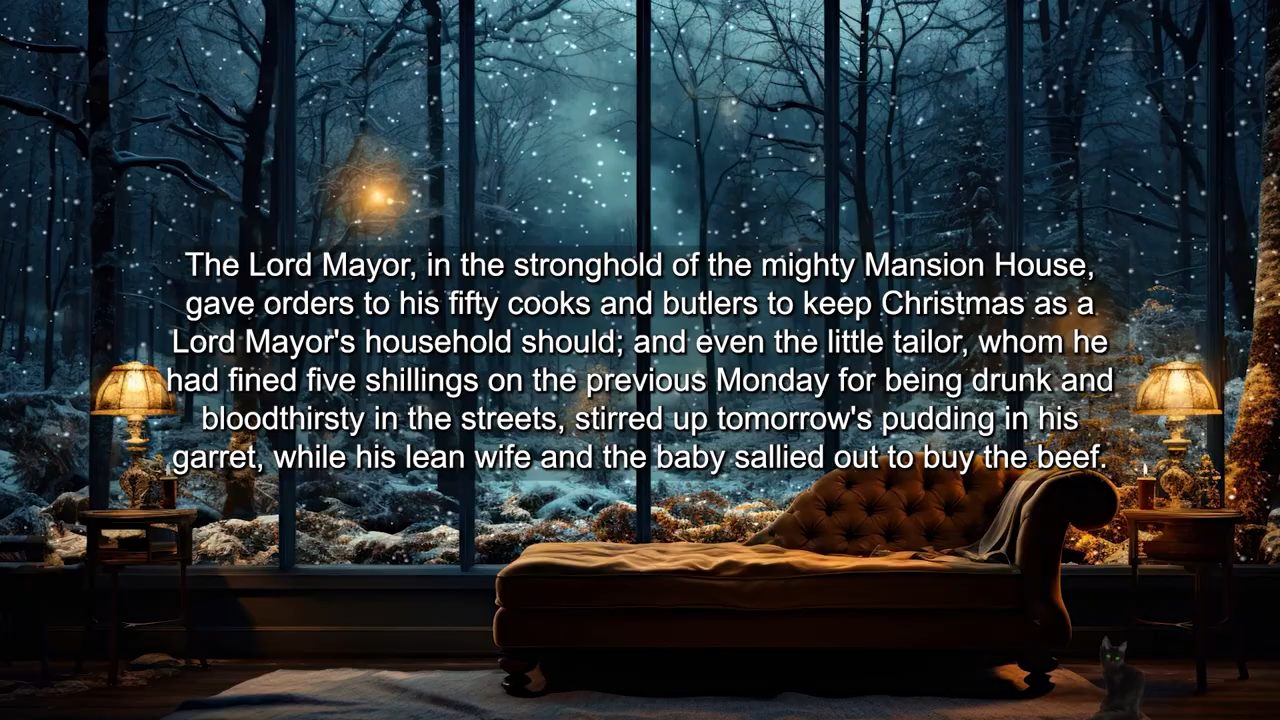 The Lord Mayor, in the stronghold of the mighty Mansion House,
gave orders to his fifty cooks and butlers to keep Christmas as a
Lord Mayor's household should; and even the little tailor, whom he
had fined five shillings on the previous Monday for being drunk and
bloodthirsty in the streets, stirred up tomorrow's pudding in his
garret, while his lean wife and the baby sallied out to buy the beef.